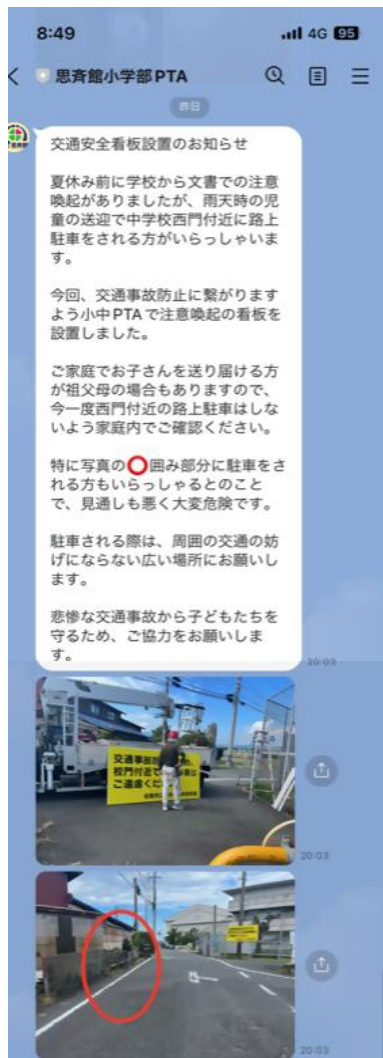 8:49
4G 95
思斉館小学部PTA
昨日
交通安全看板設置のお知らせ
夏休み前に学校から文書での注意
喚起がありましたが、雨天時の児
童の送迎で中学校西門付近に路上
駐車をされる方がいらっしゃいま
す。
今回、交通事故防止に繋がります
よう小中PTAで注意喚起の看板を
設置しました。
ご家庭でお子さんを送り届ける方
が祖父母の場合もありますので、
今一度西門付近の路上駐車はしな
いよう家庭内でご確認ください。
特に写真の⭕囲み部分に駐車をさ
れる方もいらっしゃるとのこと
で、見通しも悪く大変危険です。
駐車される際は、周囲の交通の妨
げにならない広い場所にお願いし
ます。
悲惨な交通事故から子どもたちを
守るため、ご協力をお願いしま
す。
20:03
交通事故
校門付近で
ご遠慮くだ
20:03
20:03